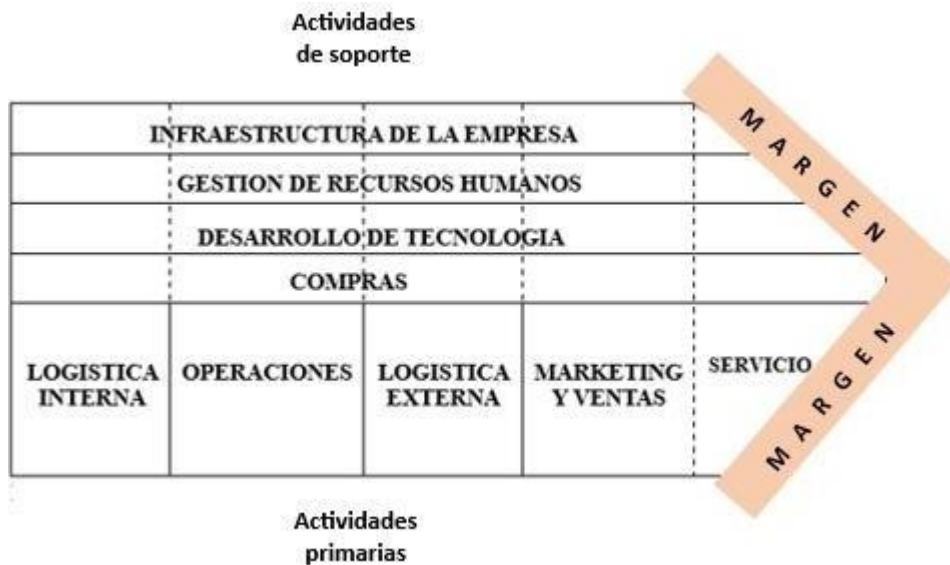 Actividades
de soporte
INFRAESTRUCTURA DE LA EMPRESA
GESTION DE RECURSOS HUMANOS
DESARROLLO DE TECNOLOGIA
COMPRAS
LOGISTICA
INTERNA
OPERACIONES
LOGISTICA
EXTERNA
MARKETING
Y VENTAS
SERVICIO
MARGEN
MARGEN
Actividades
primarias